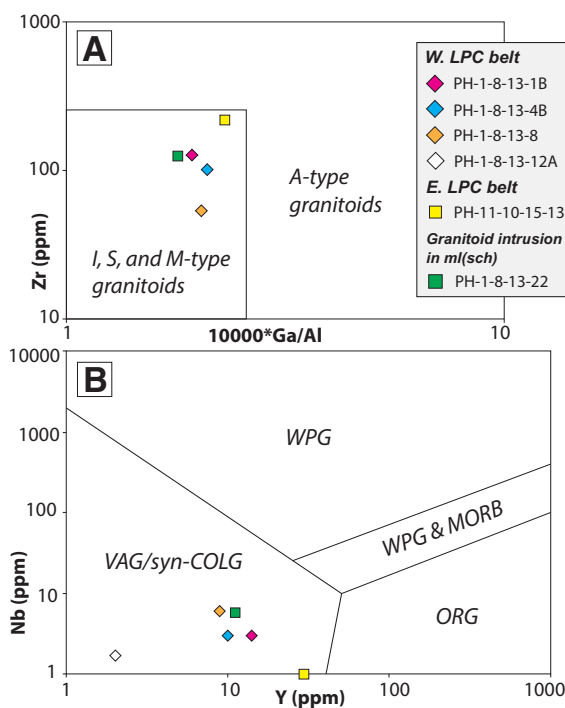 A
1000
100
10
Zr (ppm)
1
10000*Ga/Al
10
A-type
granitoids
I, S, and M-type
granitoids
W. LPC belt
PH-1-8-13-1B
PH-1-8-13-4B
PH-1-8-13-8
PH-1-8-13-12A
E. LPC belt
PH-11-10-15-13
Granitoid intrusion
in ml(sch)
PH-1-8-13-22
B
10000
1000
100
10
1
Nb (ppm)
WPG
WPG & MORB
VAG/syn-COLG
ORG
1
10
100
1000
Y (ppm)